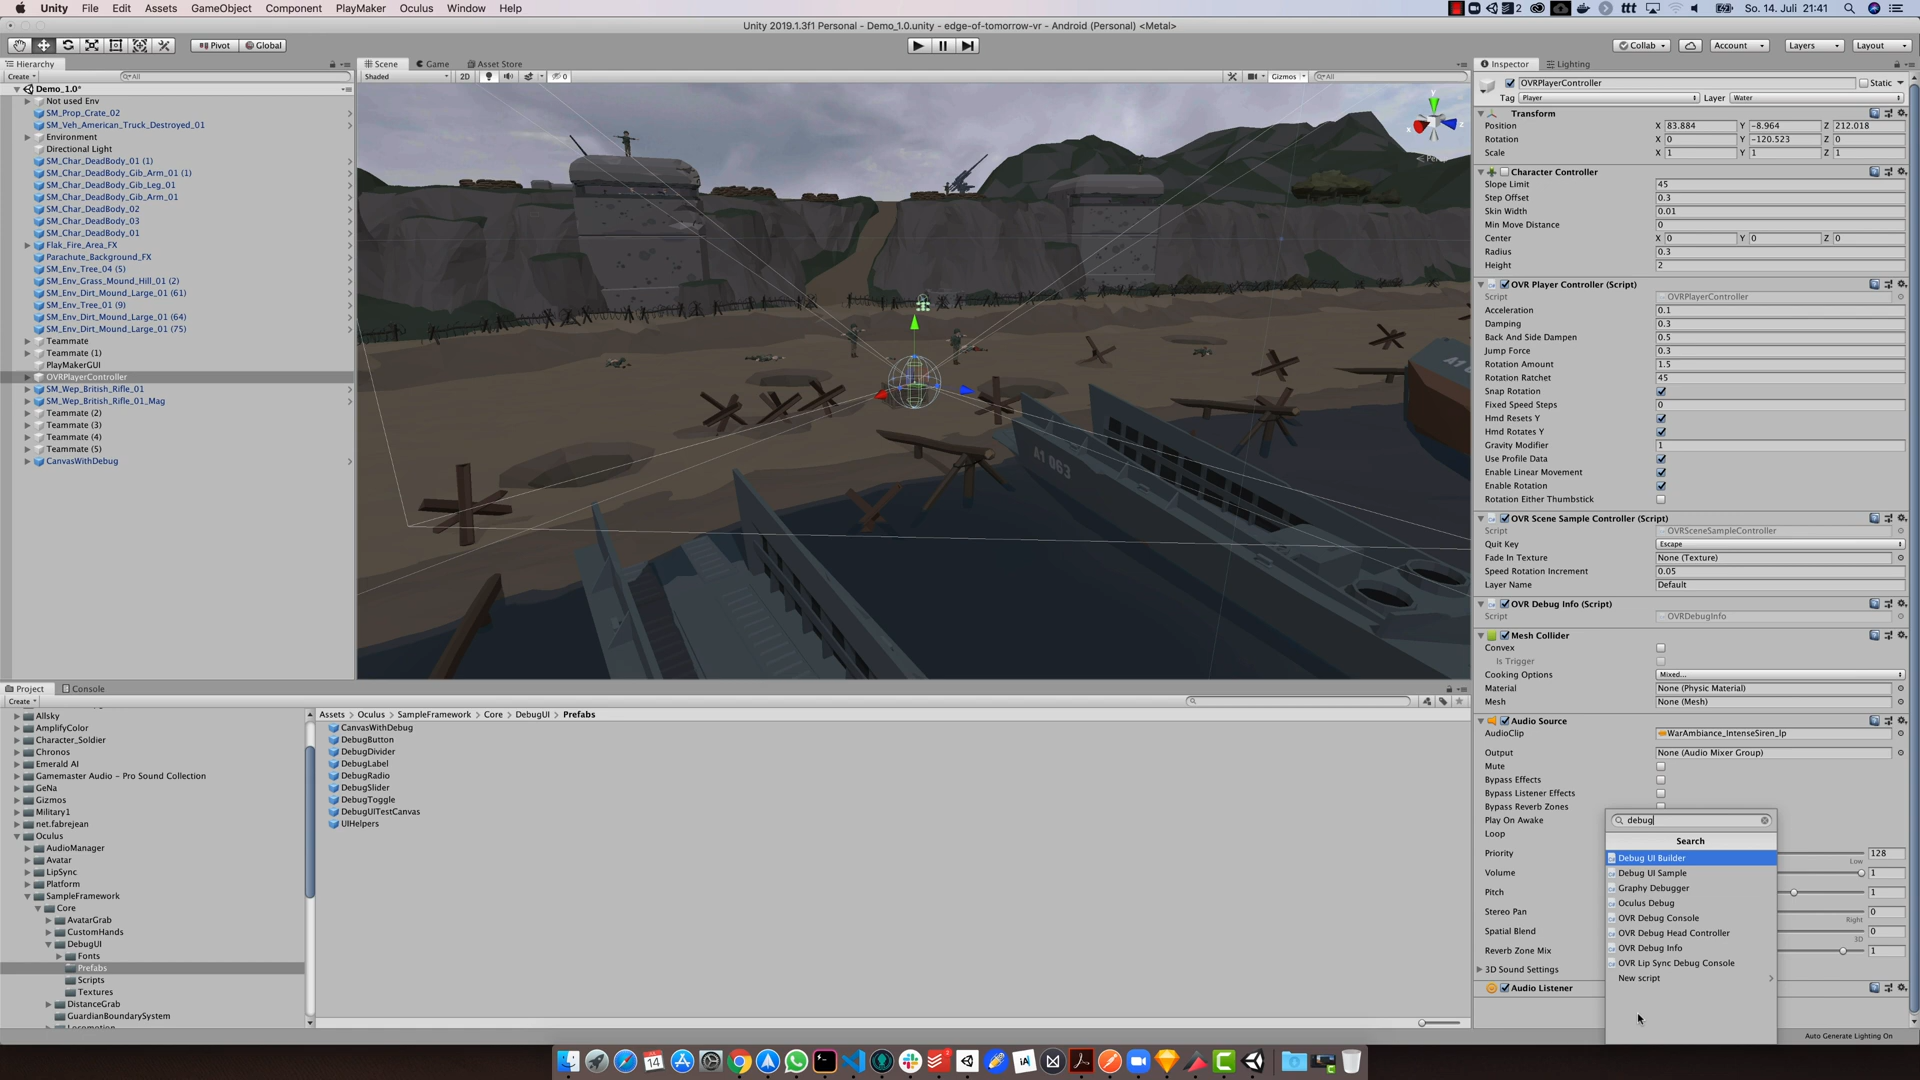 Unity File Edit Assets GameObject Component PlayMaker Oculus Window Help
2 ttt So. 14. Juli 21:41
Unity 2019.1.3f1 Personal - Demo_1.0.unity - edge-of-tomorrow-vr - Android (Personal) <Metal>
Pivot Global Collab Account Layers Layout
Hierarchy
Create All
Demo_1.0*
Not used Env
SM_Prop_Crate_02
SM_Veh_American_Truck_Destroyed_01
Environment
Directional Light
SM_Char_DeadBody_01 (1)
SM_Char_DeadBody_Gib_Arm_01 (1)
SM_Char_DeadBody_Gib_Leg_01
SM_Char_DeadBody_Gib_Arm_01
SM_Char_DeadBody_02
SM_Char_DeadBody_03
SM_Char_DeadBody_01
Flak_Fire_Area_FX
Parachute_Background_FX
SM_Env_Tree_04 (5)
SM_Env_Grass_Mound_Hill_01 (2)
SM_Env_Dirt_Mound_Large_01 (61)
SM_Env_Tree_01 (9)
SM_Env_Dirt_Mound_Large_01 (64)
SM_Env_Dirt_Mound_Large_01 (75)
Teammate
Teammate (1)
PlayMakerGUI
OVRPlayerController
SM_Wep_British_Rifle_01
SM_Wep_British_Rifle_01_Mag
Teammate (2)
Teammate (3)
Teammate (4)
Teammate (5)
CanvasWithDebug
Scene Game Asset Store
Shaded 2D 0 Gizmos All
y
x
z
A1 063
Inspector Lighting
OVRPlayerController Static
Tag Player Layer Water
Transform
Position X 83.884 Y -8.964 Z 212.018
Rotation X 0 Y -120.523 Z 0
Scale X 1 Y 1 Z 1
Character Controller
Slope Limit 45
Step Offset 0.3
Skin Width 0.01
Min Move Distance 0
Center X 0 Y 0 Z 0
Radius 0.3
Height 2
OVR Player Controller (Script)
Script OVRPlayerController
Acceleration 0.1
Damping 0.3
Back And Side Dampen 0.5
Jump Force 0.3
Rotation Amount 1.5
Rotation Ratchet 45
Snap Rotation
Fixed Speed Steps 0
Hmd Resets Y
Hmd Rotates Y
Gravity Modifier 1
Use Profile Data
Enable Linear Movement
Enable Rotation
Rotation Either Thumbstick
OVR Scene Sample Controller (Script)
Script OVRSceneSampleController
Quit Key Escape
Fade In Texture None (Texture)
Speed Rotation Increment 0.05
Layer Name Default
OVR Debug Info (Script)
Script OVRDebugInfo
Mesh Collider
Convex
Is Trigger
Cooking Options Mixed...
Material None (Physic Material)
Mesh None (Mesh)
Audio Source
AudioClip WarAmbiance_IntenseSiren_lp
Output None (Audio Mixer Group)
Mute
Bypass Effects
Bypass Listener Effects
Bypass Reverb Zones
Play On Awake
Loop
Priority 128
Low
Volume 1
Pitch 1
Stereo Pan 0
Right
Spatial Blend 0
3D
Reverb Zone Mix 1
3D Sound Settings
Audio Listener
debug
Search
Debug UI Builder
Debug UI Sample
Graphy Debugger
Oculus Debug
OVR Debug Console
OVR Debug Head Controller
OVR Debug Info
OVR Lip Sync Debug Console
New script
Auto Generate Lighting On
Project Console
Create
Allsky
AmplifyColor
Character_Soldier
Chronos
Emerald AI
Gamemaster Audio - Pro Sound Collection
GeNa
Gizmos
Military1
net.fabrejean
Oculus
AudioManager
Avatar
LipSync
Platform
SampleFramework
Core
AvatarGrab
CustomHands
DebugUI
Fonts
Prefabs
Scripts
Textures
DistanceGrab
GuardianBoundarySystem
Locomotion
Assets > Oculus > SampleFramework > Core > DebugUI > Prefabs
CanvasWithDebug
DebugButton
DebugDivider
DebugLabel
DebugRadio
DebugSlider
DebugToggle
DebugUITestCanvas
UIHelpers
14
iA